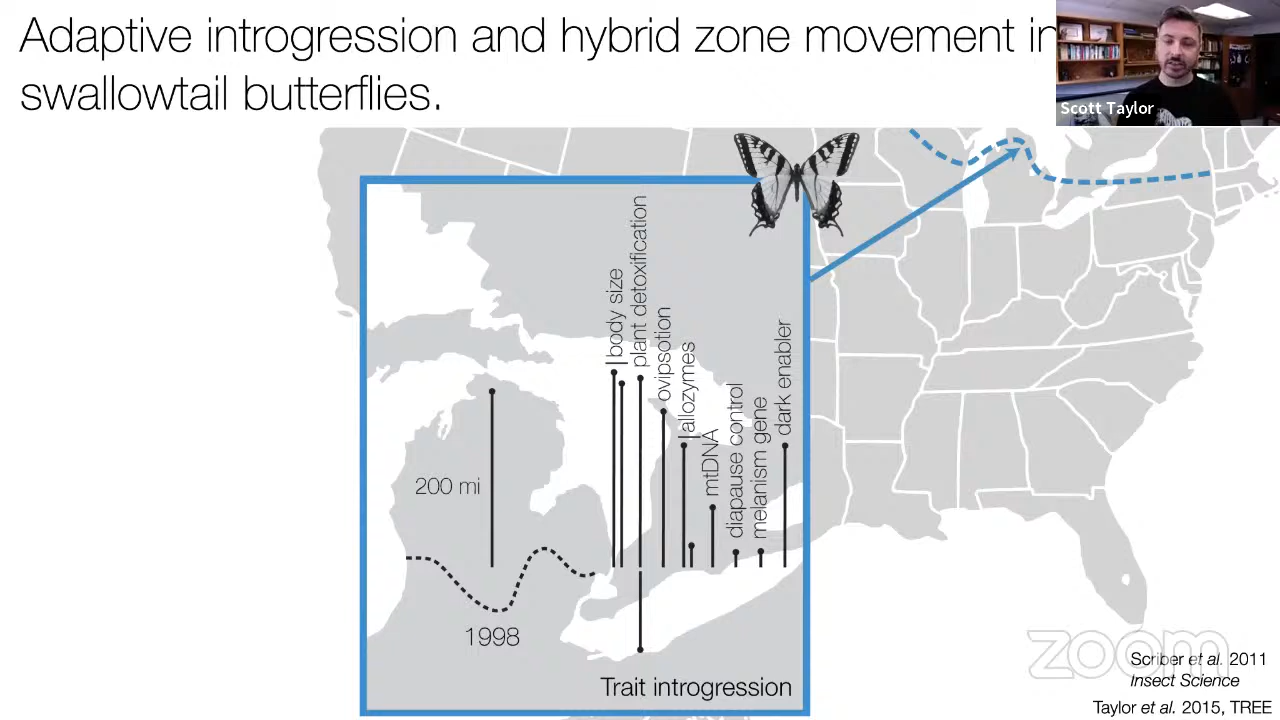 Adaptive introgression and hybrid zone movement in
swallowtail butterflies.
Scott Taylor
body size
plant detoxification
ovipsotion
allozymes
mtDNA
diapause control
melanism gene
dark enabler
200 mi
1998
Trait introgression
zoom
Scriber et al. 2011
Insect Science
Taylor et al. 2015, TREE